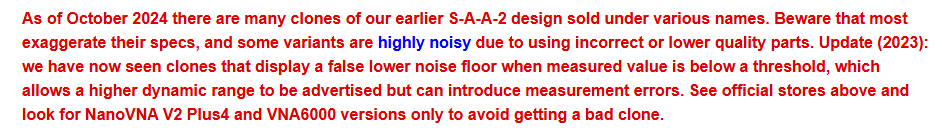 As of October 2024 there are many clones of our earlier S-A-A-2 design sold under various names. Beware that most
exaggerate their specs, and some variants are highly noisy due to using incorrect or lower quality parts. Update (2023):
we have now seen clones that display a false lower noise floor when measured value is below a threshold, which
allows a higher dynamic range to be advertised but can introduce measurement errors. See official stores above and
look for NanoVNA V2 Plus4 and VNA6000 versions only to avoid getting a bad clone.